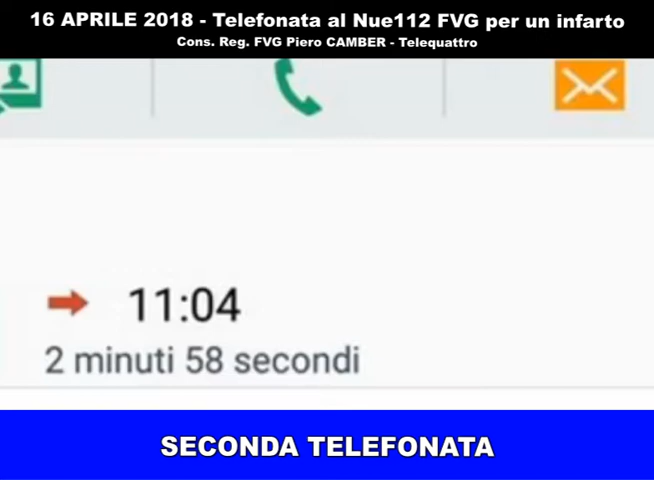 16 APRILE 2018 - Telefonata al Nue112 FVG per un infarto
Cons. Reg. FVG Piero CAMBER - Telequattro
11:04
2 minuti 58 secondi
SECONDA TELEFONATA